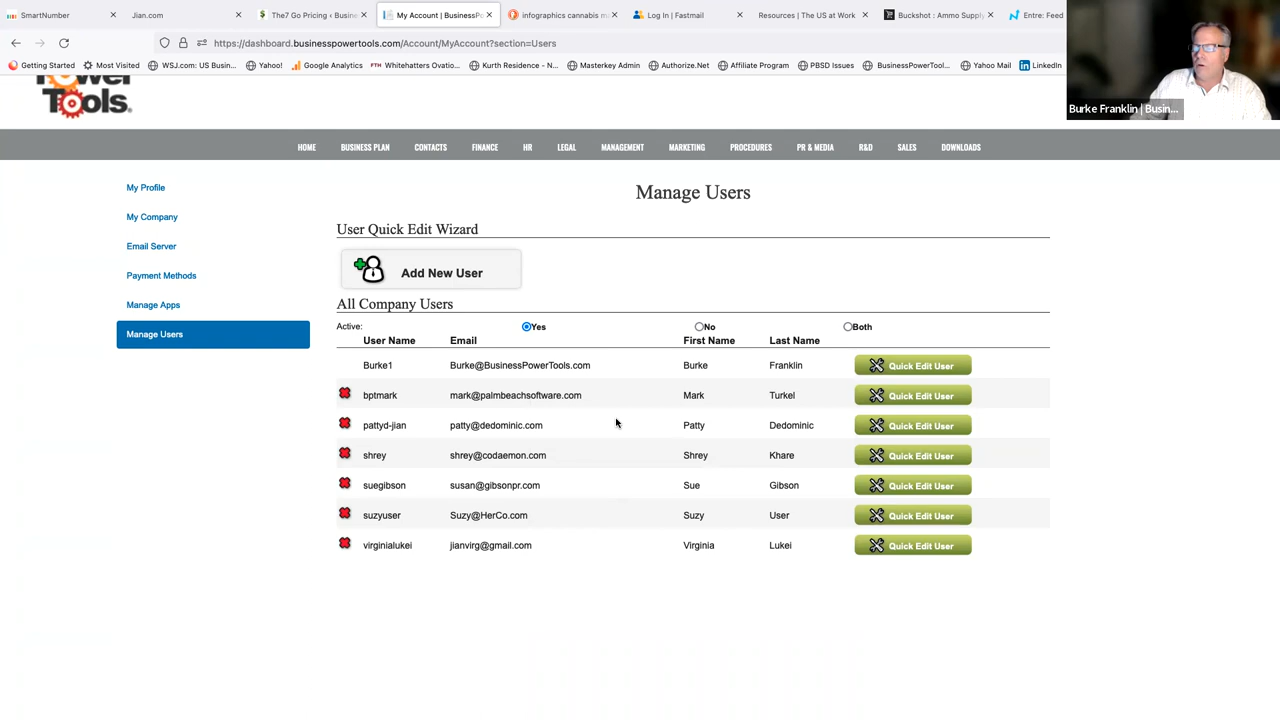 SmartNumber
Jian.com
The7 Go Pricing ‹ Busine
My Account | BusinessPo
infographics cannabis m
Log In | Fastmail
Resources | The US at Work
Buckshot : Ammo Supply
Entre: Feed
https://dashboard.businesspowertools.com/Account/MyAccount?section=Users
Getting Started
Most Visited
WSJ.com: US Busin...
Yahoo!
Google Analytics
FTH Whitehatters Ovatio...
Kurth Residence - N...
Masterkey Admin
Authorize.Net
Affiliate Program
PBSD Issues
BusinessPowerTool...
Yahoo Mail
LinkedIn
Burke Franklin | Busin...
Power
Tools
HOME BUSINESS PLAN CONTACTS FINANCE HR LEGAL MANAGEMENT MARKETING PROCEDURES PR & MEDIA R&D SALES DOWNLOADS
My Profile
My Company
Email Server
Payment Methods
Manage Apps
Manage Users
Manage Users
User Quick Edit Wizard
Add New User
All Company Users
Active: Yes No Both
User Name Email First Name Last Name
Burke1 Burke@BusinessPowerTools.com Burke Franklin Quick Edit User
bptmark mark@palmbeachsoftware.com Mark Turkel Quick Edit User
pattyd-jian patty@dedominic.com Patty Dedominic Quick Edit User
shrey shrey@codaemon.com Shrey Khare Quick Edit User
suegibson susan@gibsonpr.com Sue Gibson Quick Edit User
suzyuser Suzy@HerCo.com Suzy User Quick Edit User
virginialukei jianvirg@gmail.com Virginia Lukei Quick Edit User